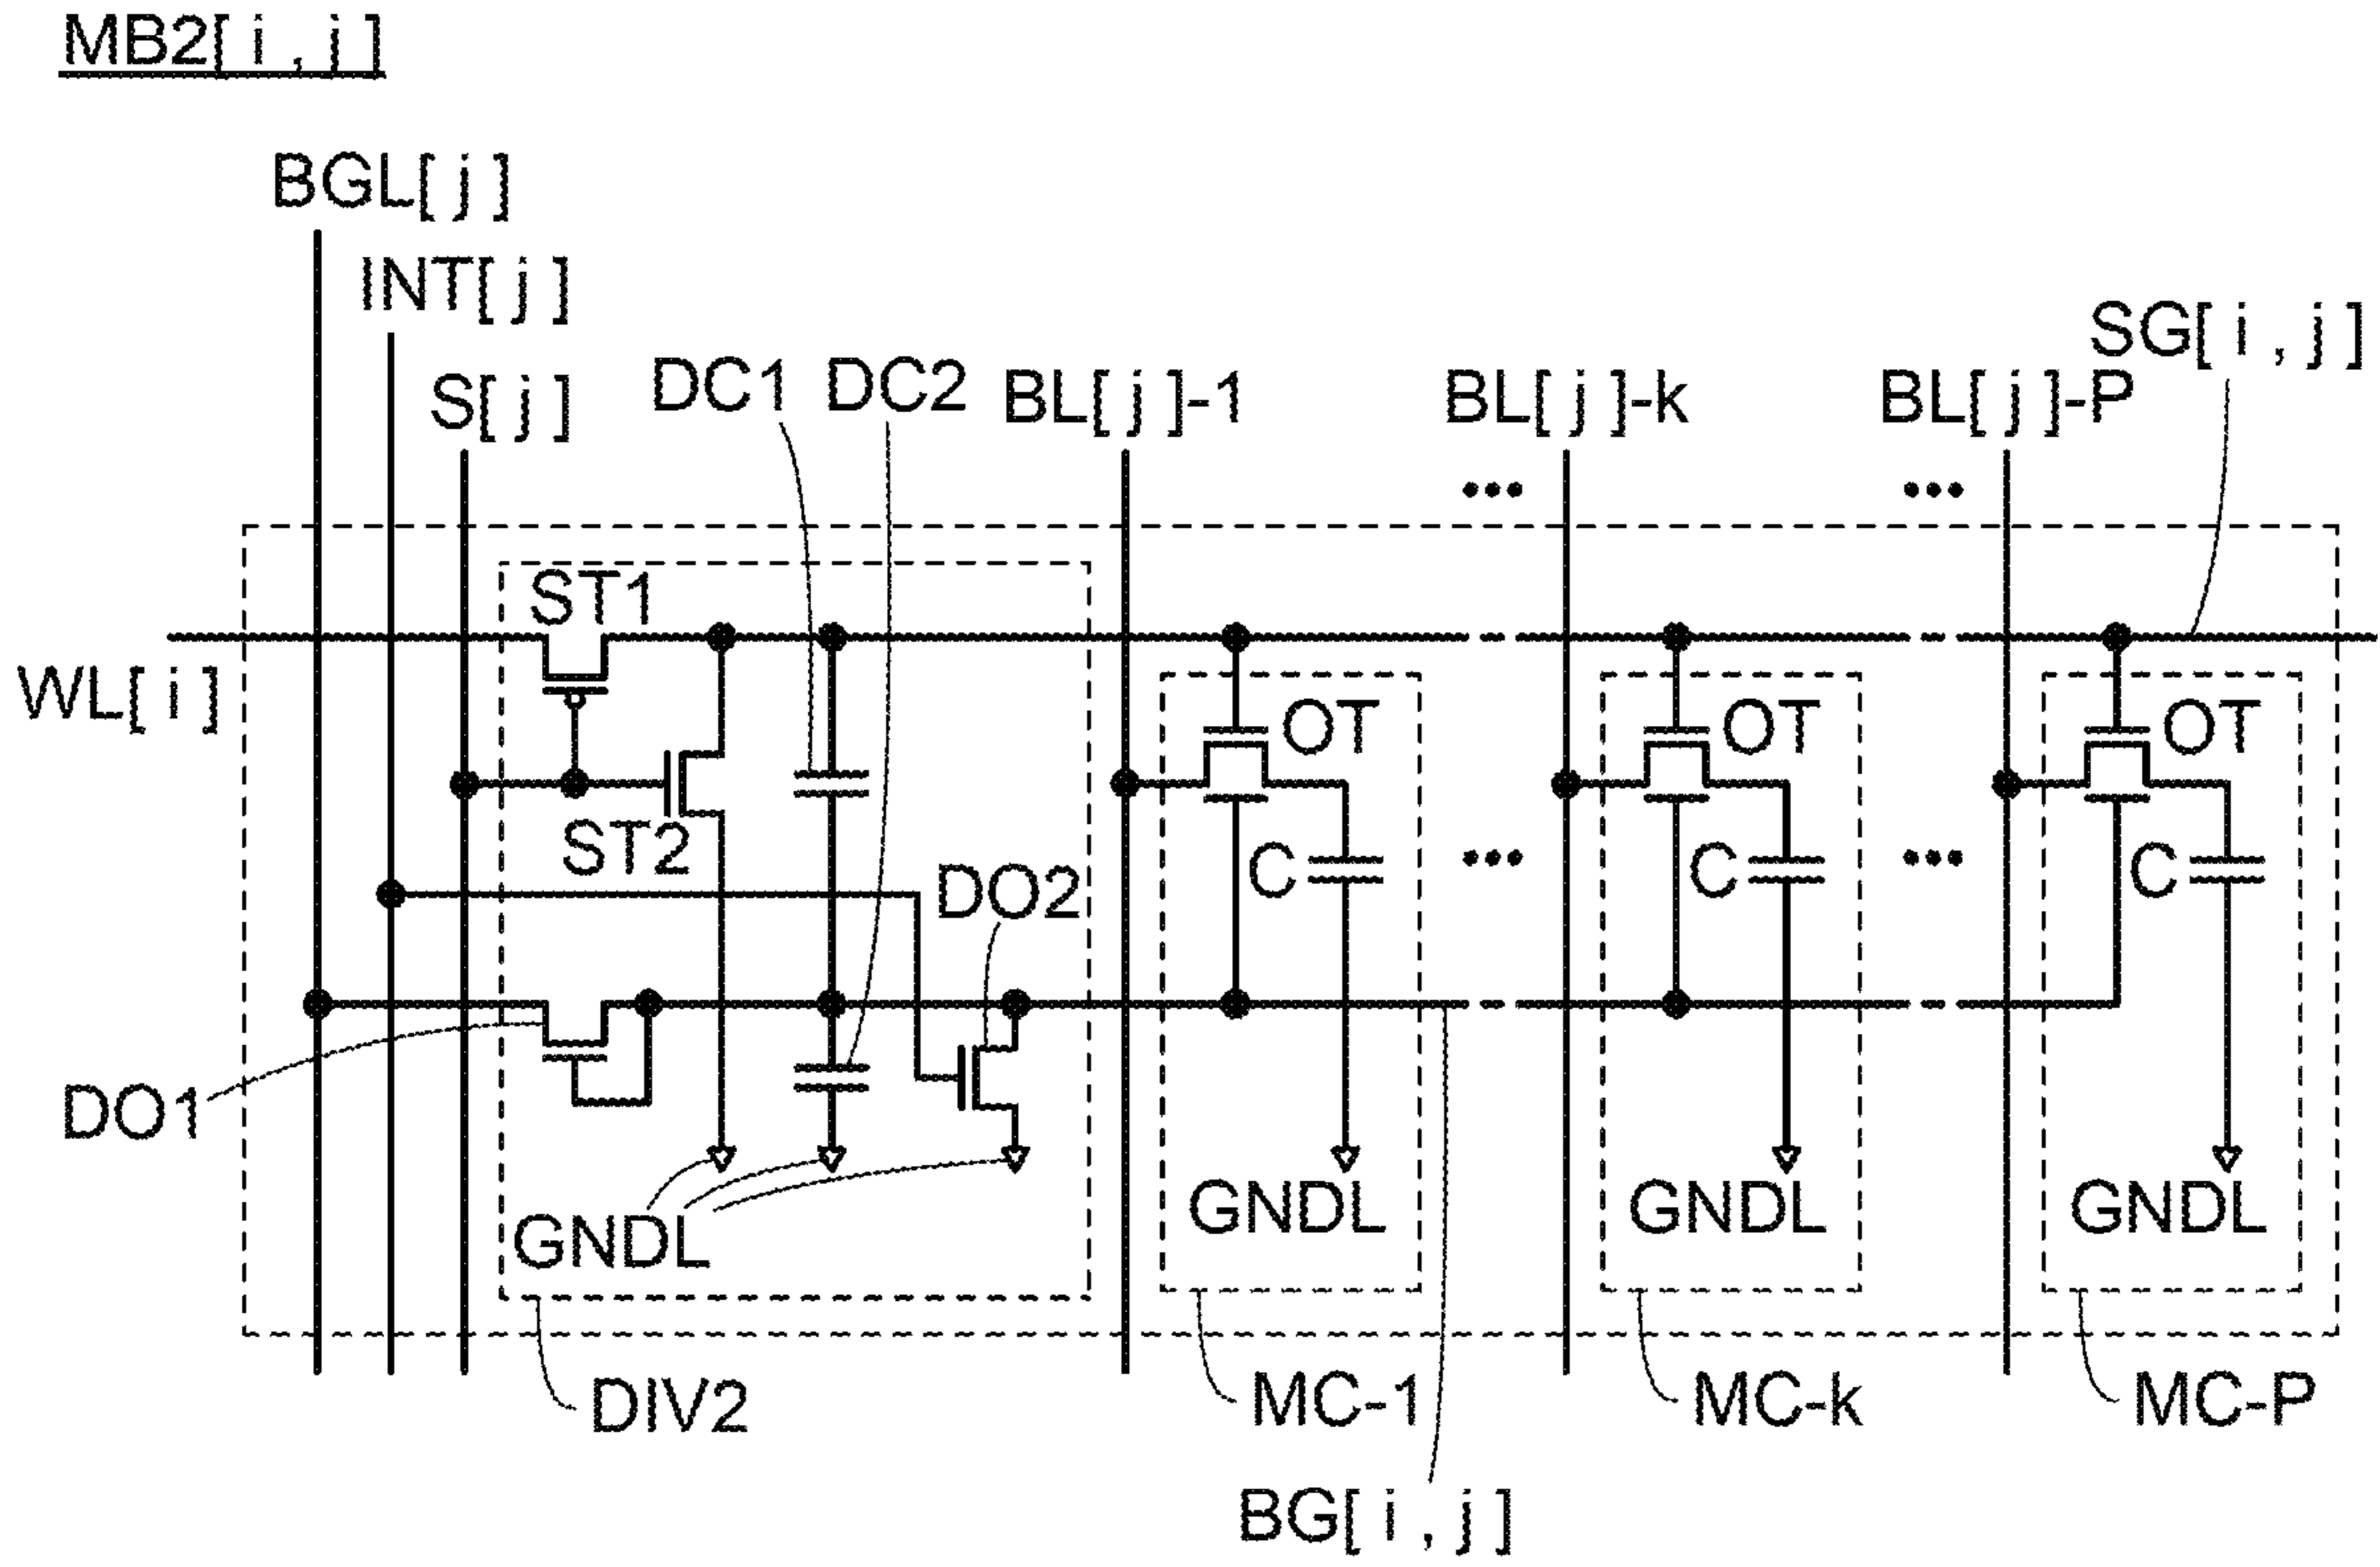 MB2[ i , j ]
BGL[ j ]
INT[ j ]
S[ j ]
DC1
DC2
BL[ j ]-1
BL[ j ]-k
BL[ j ]-P
SG[ i , j ]
•••
•••
ST1
WL[ i ]
OT
OT
OT
ST2
DO2
C
•••
C
•••
C
DO1
GNDL
GNDL
GNDL
GNDL
DIV2
MC-1
MC-k
MC-P
BG[ i , j ]